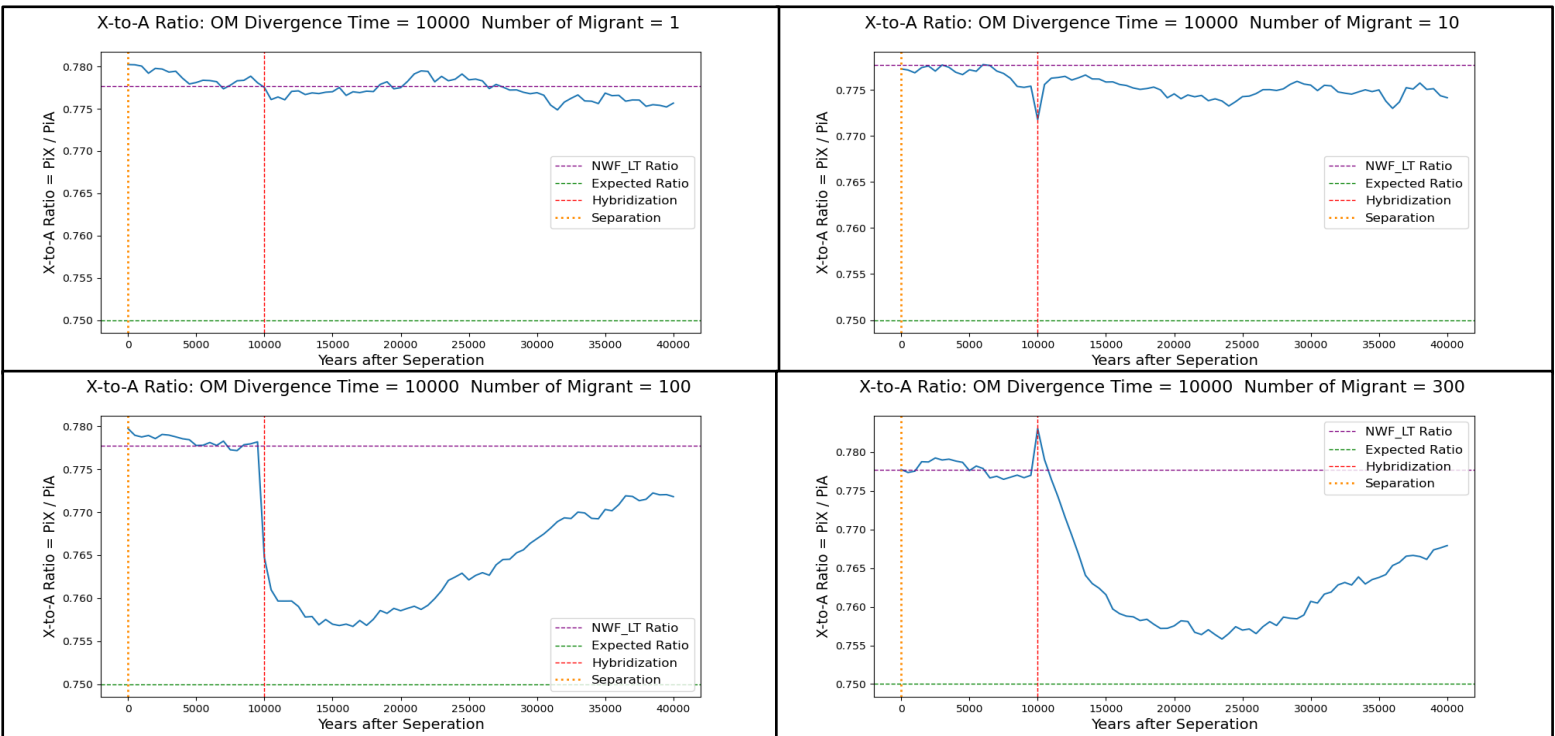 X-to-A Ratio: OM Divergence Time = 10000 Number of Migrant = 1
X-to-A Ratio = PiX / PiA
0.780
0.775
0.770
0.765
0.760
0.755
0.750
NWF_LT Ratio
Expected Ratio
Hybridization
Separation
0 5000 10000 15000 20000 25000 30000 35000 40000
Years after Seperation
X-to-A Ratio: OM Divergence Time = 10000 Number of Migrant = 10
X-to-A Ratio = PiX / PiA
0.775
0.770
0.765
0.760
0.755
0.750
NWF_LT Ratio
Expected Ratio
Hybridization
Separation
0 5000 10000 15000 20000 25000 30000 35000 40000
Years after Seperation
X-to-A Ratio: OM Divergence Time = 10000 Number of Migrant = 100
X-to-A Ratio = PiX / PiA
0.780
0.775
0.770
0.765
0.760
0.755
0.750
NWF_LT Ratio
Expected Ratio
Hybridization
Separation
0 5000 10000 15000 20000 25000 30000 35000 40000
Years after Seperation
X-to-A Ratio: OM Divergence Time = 10000 Number of Migrant = 300
X-to-A Ratio = PiX / PiA
0.780
0.775
0.770
0.765
0.760
0.755
0.750
NWF_LT Ratio
Expected Ratio
Hybridization
Separation
0 5000 10000 15000 20000 25000 30000 35000 40000
Years after Seperation